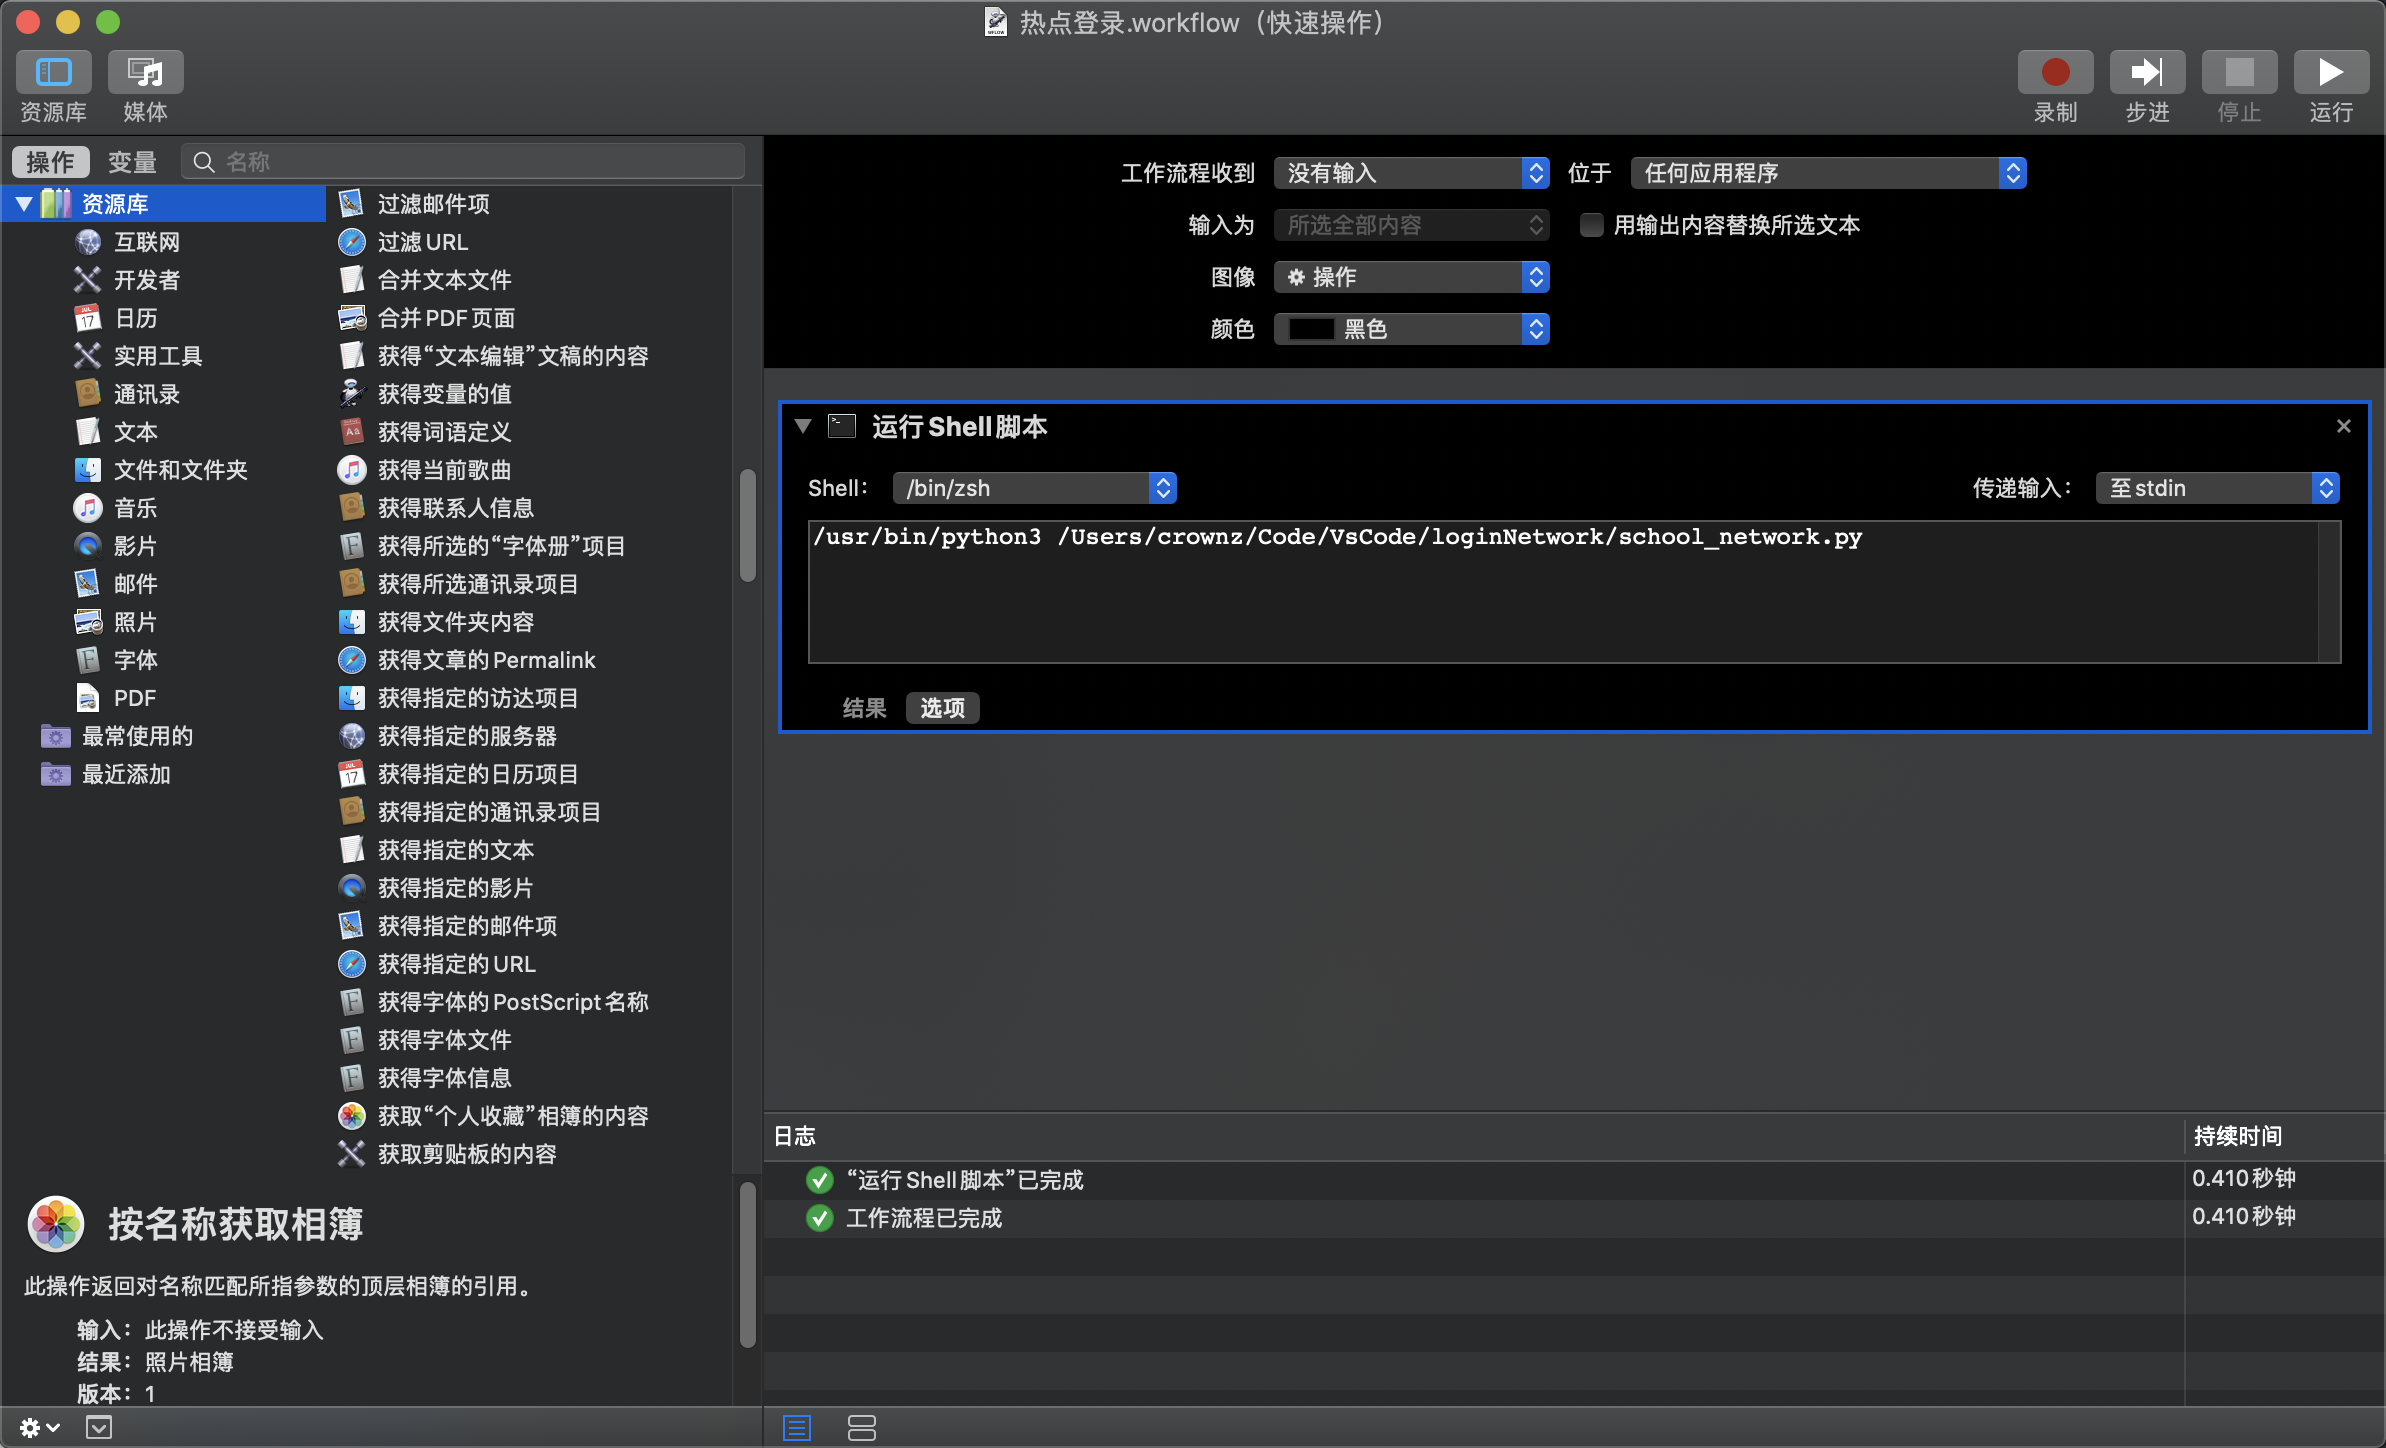 热点登录.workflow（快速操作）
资源库
媒体
录制
步进
停止
运行
操作
变量
名称
资源库
互联网
开发者
日历
实用工具
通讯录
文本
文件和文件夹
音乐
影片
邮件
照片
字体
PDF
最常使用的
最近添加
过滤邮件项
过滤 URL
合并文本文件
合并 PDF 页面
获得“文本编辑”文稿的内容
获得变量的值
获得词语定义
获得当前歌曲
获得联系人信息
获得所选的“字体册”项目
获得所选通讯录项目
获得文件夹内容
获得文章的 Permalink
获得指定的访达项目
获得指定的服务器
获得指定的日历项目
获得指定的通讯录项目
获得指定的文本
获得指定的影片
获得指定的邮件项
获得指定的 URL
获得字体的 PostScript 名称
获得字体文件
获得字体信息
获取“个人收藏”相簿的内容
获取剪贴板的内容
按名称获取相簿
此操作返回对名称匹配所指参数的顶层相簿的引用。
输入：此操作不接受输入
结果：照片相簿
版本：1
工作流程收到 没有输入 位于 任何应用程序
输入为 所选全部内容 用输出内容替换所选文本
图像 操作
颜色 黑色
运行 Shell 脚本
Shell： /bin/zsh 传递输入： 至 stdin
/usr/bin/python3 /Users/crownz/Code/VsCode/loginNetwork/school_network.py
结果 选项
日志 持续时间
“运行 Shell 脚本”已完成 0.410 秒钟
工作流程已完成 0.410 秒钟